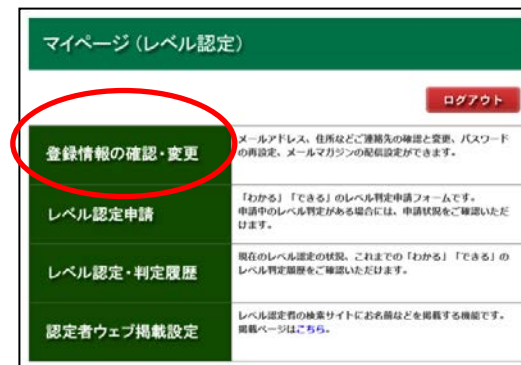 マイページ（レベル認定）
ログアウト
登録情報の確認・変更
メールアドレス、住所などご連絡先の確認と変更、パスワード
の再設定、メールマガジンの配信設定ができます。
レベル認定申請
「わかる」「できる」のレベル判定申請フォームです。
申請中のレベル判定がある場合には、申請状況をご確認いただ
けます。
レベル認定・判定履歴
現在のレベル認定の状況、これまでの「わかる」「できる」の
レベル判定履歴をご確認いただけます。
認定者ウェブ掲載設定
レベル認定者の検索サイトにお名前などを掲載する機能です。
掲載ページはこちら。